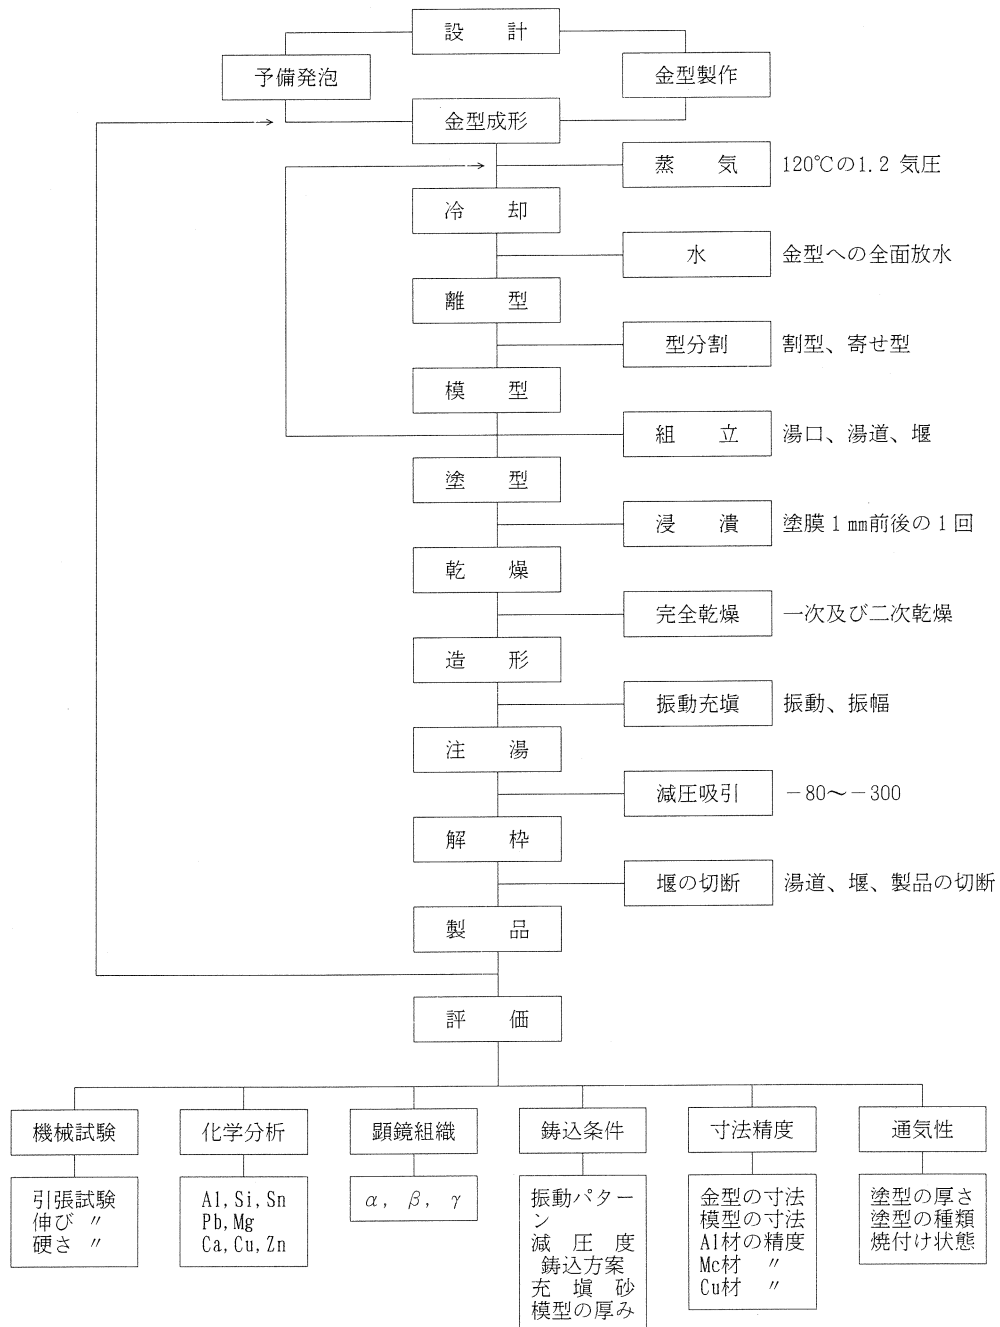 設計
予備発泡
金型製作
金型成形
蒸気 120℃の1.2 気圧
冷却
水 金型への全面放水
離型
型分割 割型、寄せ型
模型
組立 湯口、湯道、堰
塗型
浸漬 塗膜1㎜前後の1回
乾燥
完全乾燥 一次及び二次乾燥
造形
振動充塡 振動、振幅
注湯
減圧吸引 －80～－300
解枠
堰の切断 湯道、堰、製品の切断
製品
評価
機械試験
引張試験
伸び 〃
硬さ 〃
化学分析
Al, Si, Sn
Pb, Mg
Ca, Cu, Zn
顕鏡組織
α, β, γ
鋳込条件
振動パター
ン
減圧度
鋳込方案
充塡砂
模型の厚み
寸法精度
金型の寸法
模型の寸法
Al材の精度
Mc材 〃
Cu材 〃
通気性
塗型の厚さ
塗型の種類
焼付け状態